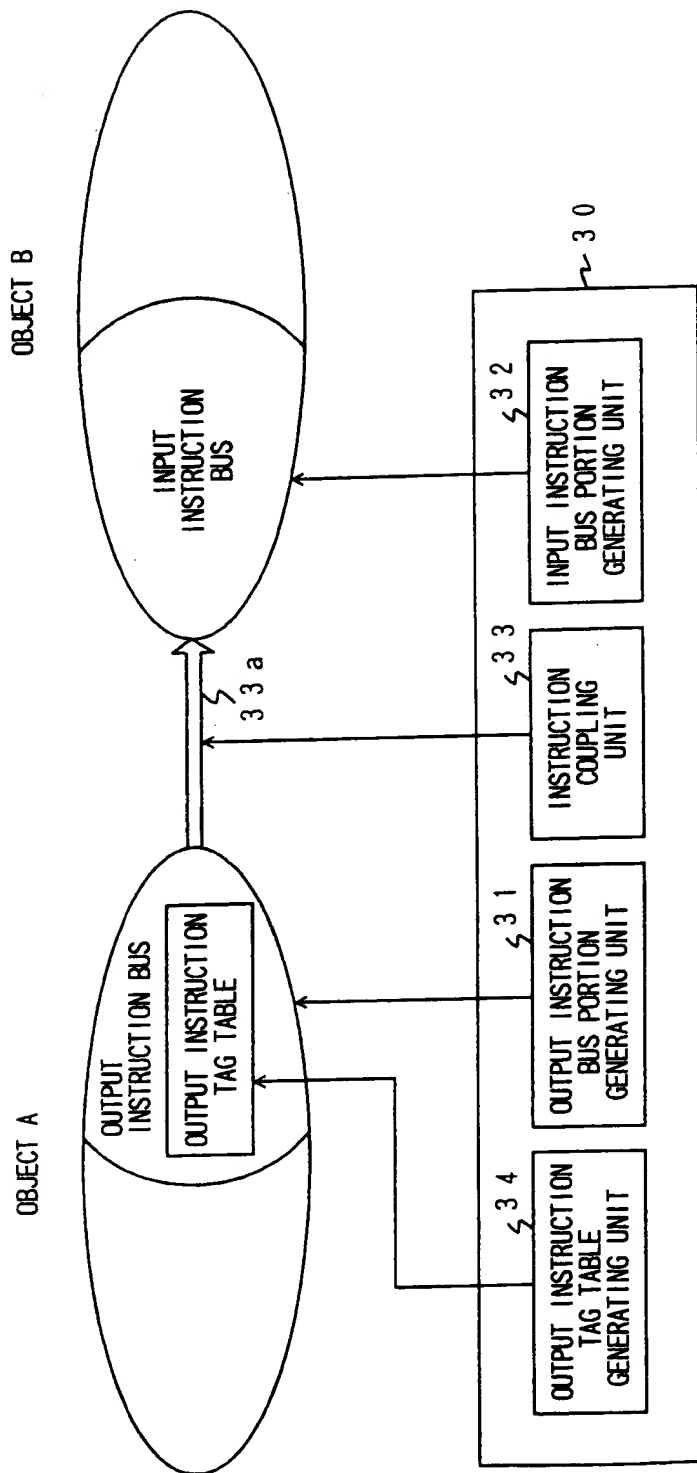 OBJECT A
OBJECT B
OUTPUT
INSTRUCTION BUS
OUTPUT INSTRUCTION
TAG TABLE
33a
INPUT
INSTRUCTION
BUS
30
34
OUTPUT INSTRUCTION
TAG TABLE
GENERATING UNIT
31
OUTPUT INSTRUCTION
BUS PORTION
GENERATING UNIT
33
INSTRUCTION
COUPLING
UNIT
32
INPUT INSTRUCTION
BUS PORTION
GENERATING UNIT